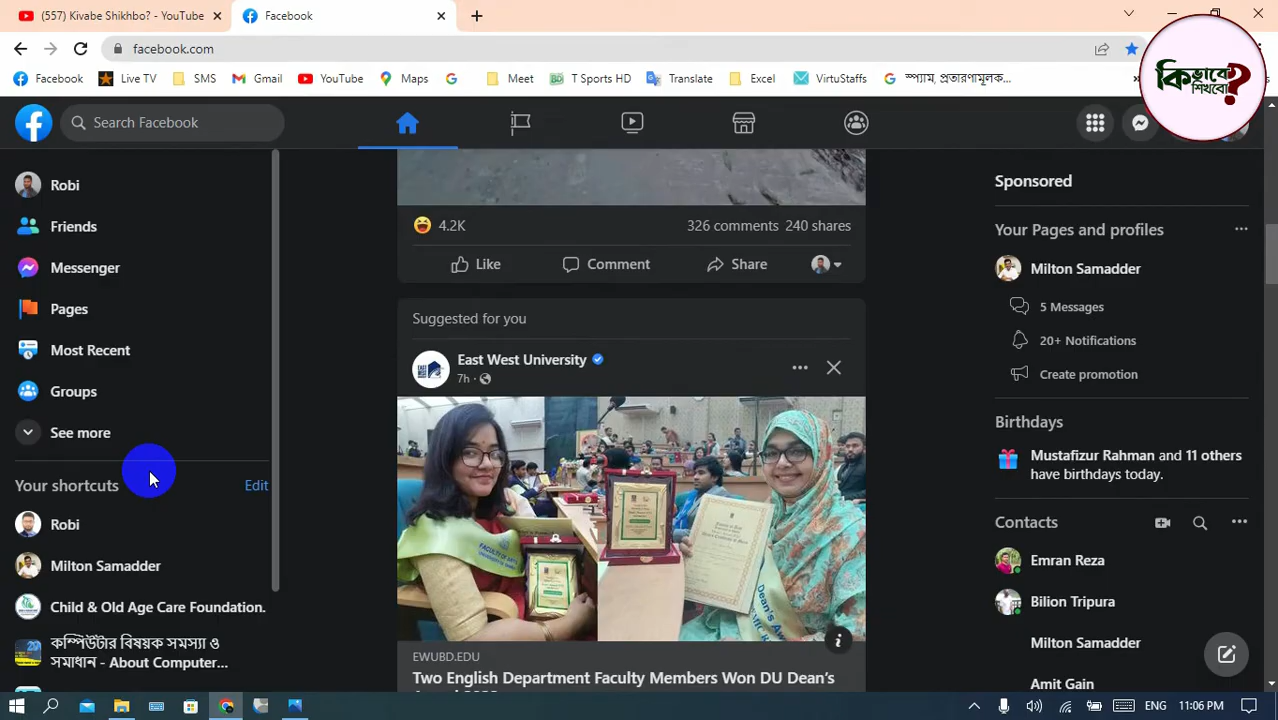 (557) Kivabe Shikhbo? - YouTube
Facebook
facebook.com
Facebook
Live TV
SMS
Gmail
YouTube
Maps
Meet
T Sports HD
Translate
Excel
VirtuStaffs
স্প্যাম, প্রতারণামূলক...
কিভাবে শিখবো?
Search Facebook
Robi
Friends
Messenger
Pages
Most Recent
Groups
See more
Your shortcuts
Edit
Robi
Milton Samadder
Child & Old Age Care Foundation.
কম্পিউটার বিষয়ক সমস্যা ও
সমাধান - About Computer...
4.2K
326 comments 240 shares
Like
Comment
Share
Suggested for you
East West University
7h ·
EWUBD.EDU
Two English Department Faculty Members Won DU Dean's
Sponsored
Your Pages and profiles
Milton Samadder
5 Messages
20+ Notifications
Create promotion
Birthdays
Mustafizur Rahman and 11 others
have birthdays today.
Contacts
Emran Reza
Bilion Tripura
Milton Samadder
Amit Gain
ENG
11:06 PM